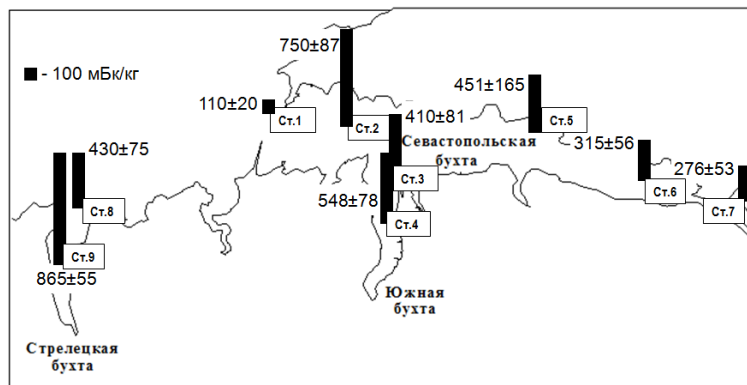 750±87
- 100 мБк/кг
451±165
110±20
410±81
Ст.1
Ст.2
Ст.5
Севастопольская
бухта
315±56
430±75
276±53
Ст.3
Ст.6
548±78
Ст.8
Ст.7
Ст.4
Ст.9
865±55
Южная
бухта
Стрелецкая
бухта